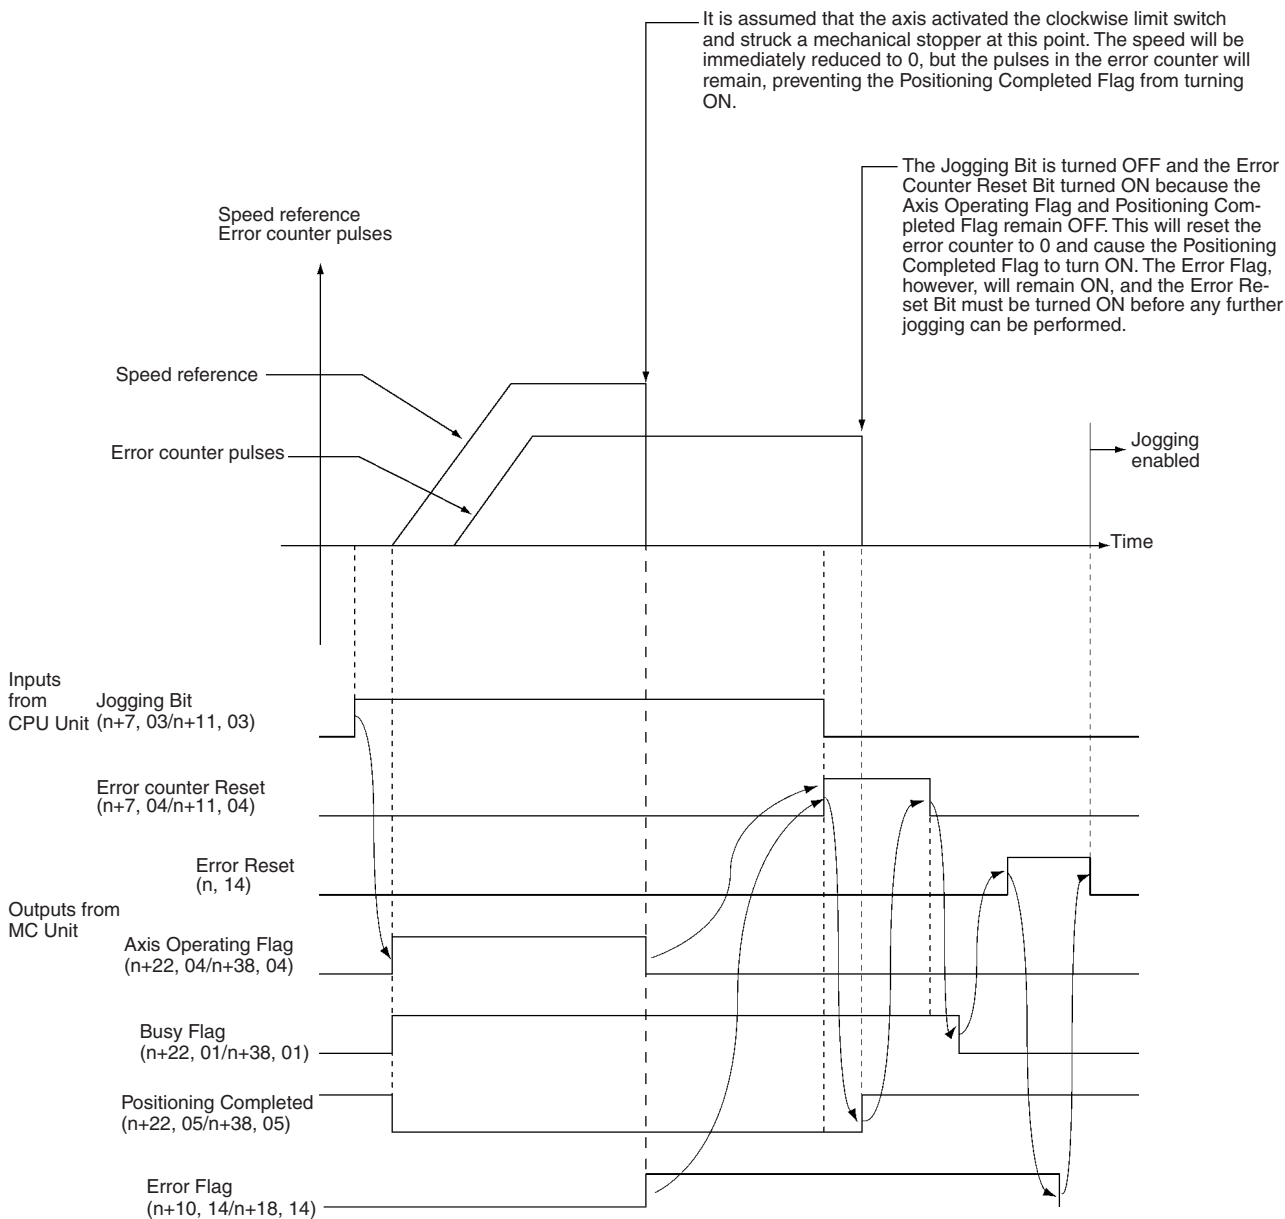 It is assumed that the axis activated the clockwise limit switch
and struck a mechanical stopper at this point. The speed will be
immediately reduced to 0, but the pulses in the error counter will
remain, preventing the Positioning Completed Flag from turning
ON.
The Jogging Bit is turned OFF and the Error
Counter Reset Bit turned ON because the
Axis Operating Flag and Positioning Com-
pleted Flag remain OFF. This will reset the
error counter to 0 and cause the Positioning
Completed Flag to turn ON. The Error Flag,
however, will remain ON, and the Error Re-
set Bit must be turned ON before any further
jogging can be performed.
Speed reference
Error counter pulses
Speed reference
Error counter pulses
Jogging
enabled
Time
Inputs
from
CPU Unit
Jogging Bit
(n+7, 03/n+11, 03)
Error counter Reset
(n+7, 04/n+11, 04)
Error Reset
(n, 14)
Outputs from
MC Unit
Axis Operating Flag
(n+22, 04/n+38, 04)
Busy Flag
(n+22, 01/n+38, 01)
Positioning Completed
(n+22, 05/n+38, 05)
Error Flag
(n+10, 14/n+18, 14)